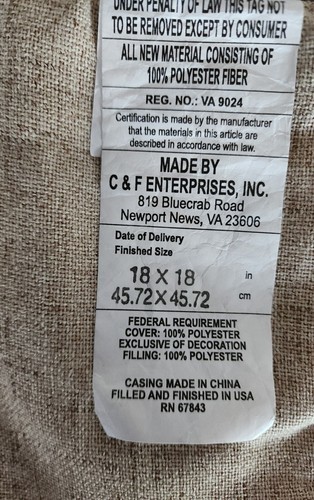 UNDER PENALTY OF LAW THIS TAG NOT
TO BE REMOVED EXCEPT BY CONSUMER
ALL NEW MATERIAL CONSISTING OF
100% POLYESTER FIBER
REG. NO.: VA 9024
Certification is made by the manufacturer
that the materials in this article are
described in accordance with law.
MADE BY
C & F ENTERPRISES, INC.
819 Bluecrab Road
Newport News, VA 23606
Date of Delivery
Finished Size
18 X 18 in
45.72 X 45.72 cm
FEDERAL REQUIREMENT
COVER: 100% POLYESTER
EXCLUSIVE OF DECORATION
FILLING: 100% POLYESTER
CASING MADE IN CHINA
FILLED AND FINISHED IN USA
RN 67843